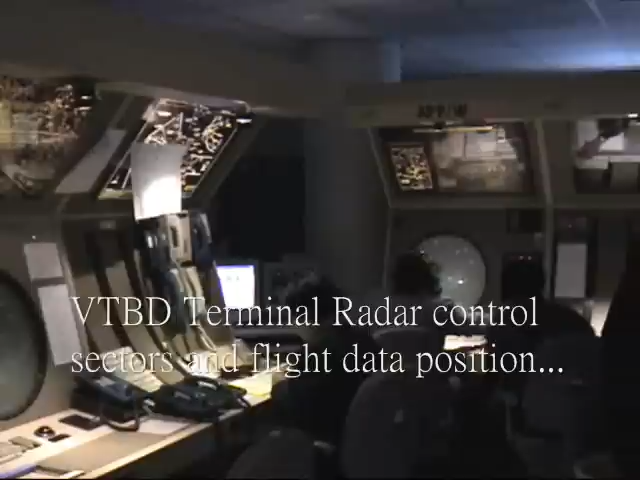 VTBD Terminal Radar control
sectors and flight data position...